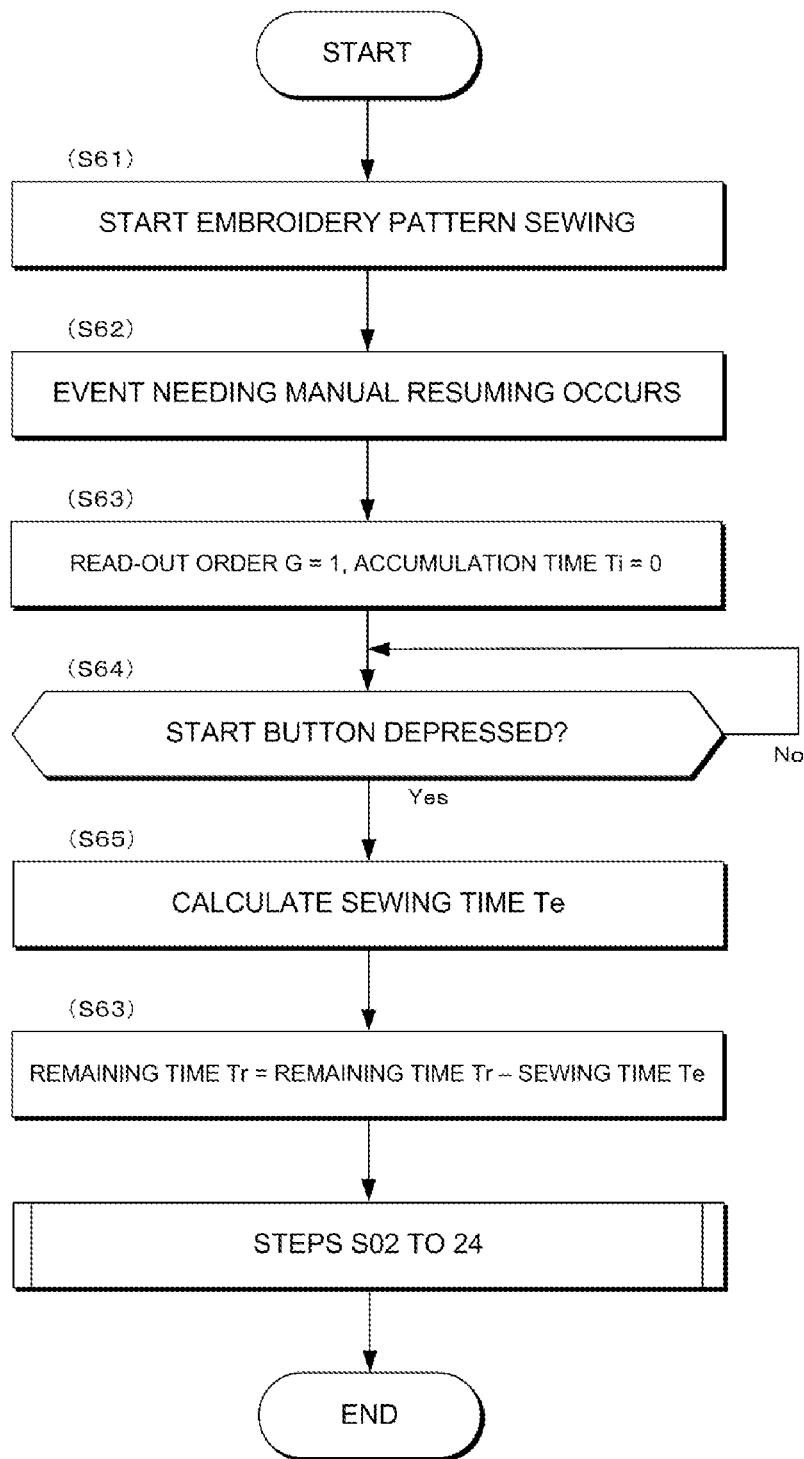 START
(S61)
START EMBROIDERY PATTERN SEWING
(S62)
EVENT NEEDING MANUAL RESUMING OCCURS
(S63)
READ-OUT ORDER G = 1, ACCUMULATION TIME Ti = 0
(S64)
START BUTTON DEPRESSED?
No
Yes
(S65)
CALCULATE SEWING TIME Te
(S63)
REMAINING TIME Tr = REMAINING TIME Tr – SEWING TIME Te
STEPS S02 TO 24
END